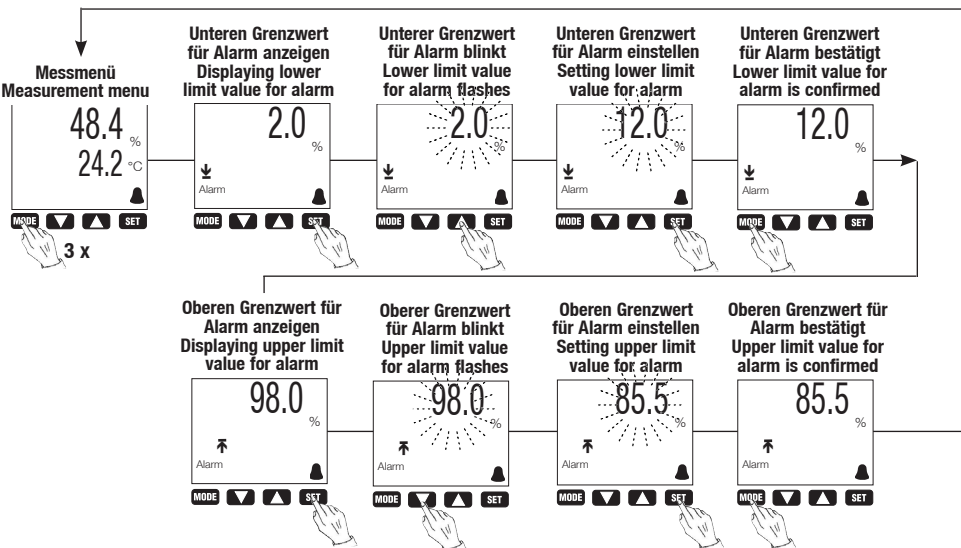 Messmenü
Measurement menu
48.4
%
24.2 °C
MODE SET
3 x
Unteren Grenzwert
für Alarm anzeigen
Displaying lower
limit value for alarm
2.0
%
Alarm
MODE SET
Unterer Grenzwert
für Alarm blinkt
Lower limit value
for alarm flashes
2.0
%
Alarm
MODE SET
Unteren Grenzwert
für Alarm einstellen
Setting lower limit
value for alarm
12.0
%
Alarm
MODE SET
Unteren Grenzwert
für Alarm bestätigt
Lower limit value for
alarm is confirmed
12.0
%
Alarm
MODE SET
Oberen Grenzwert für
Alarm anzeigen
Displaying upper limit
value for alarm
98.0
%
Alarm
MODE SET
Oberer Grenzwert
für Alarm blinkt
Upper limit value
for alarm flashes
98.0
%
Alarm
MODE SET
Oberen Grenzwert
für Alarm einstellen
Setting upper limit
value for alarm
85.5
%
Alarm
MODE SET
Oberen Grenzwert für
Alarm bestätigt
Upper limit value for
alarm is confirmed
85.5
%
Alarm
MODE SET